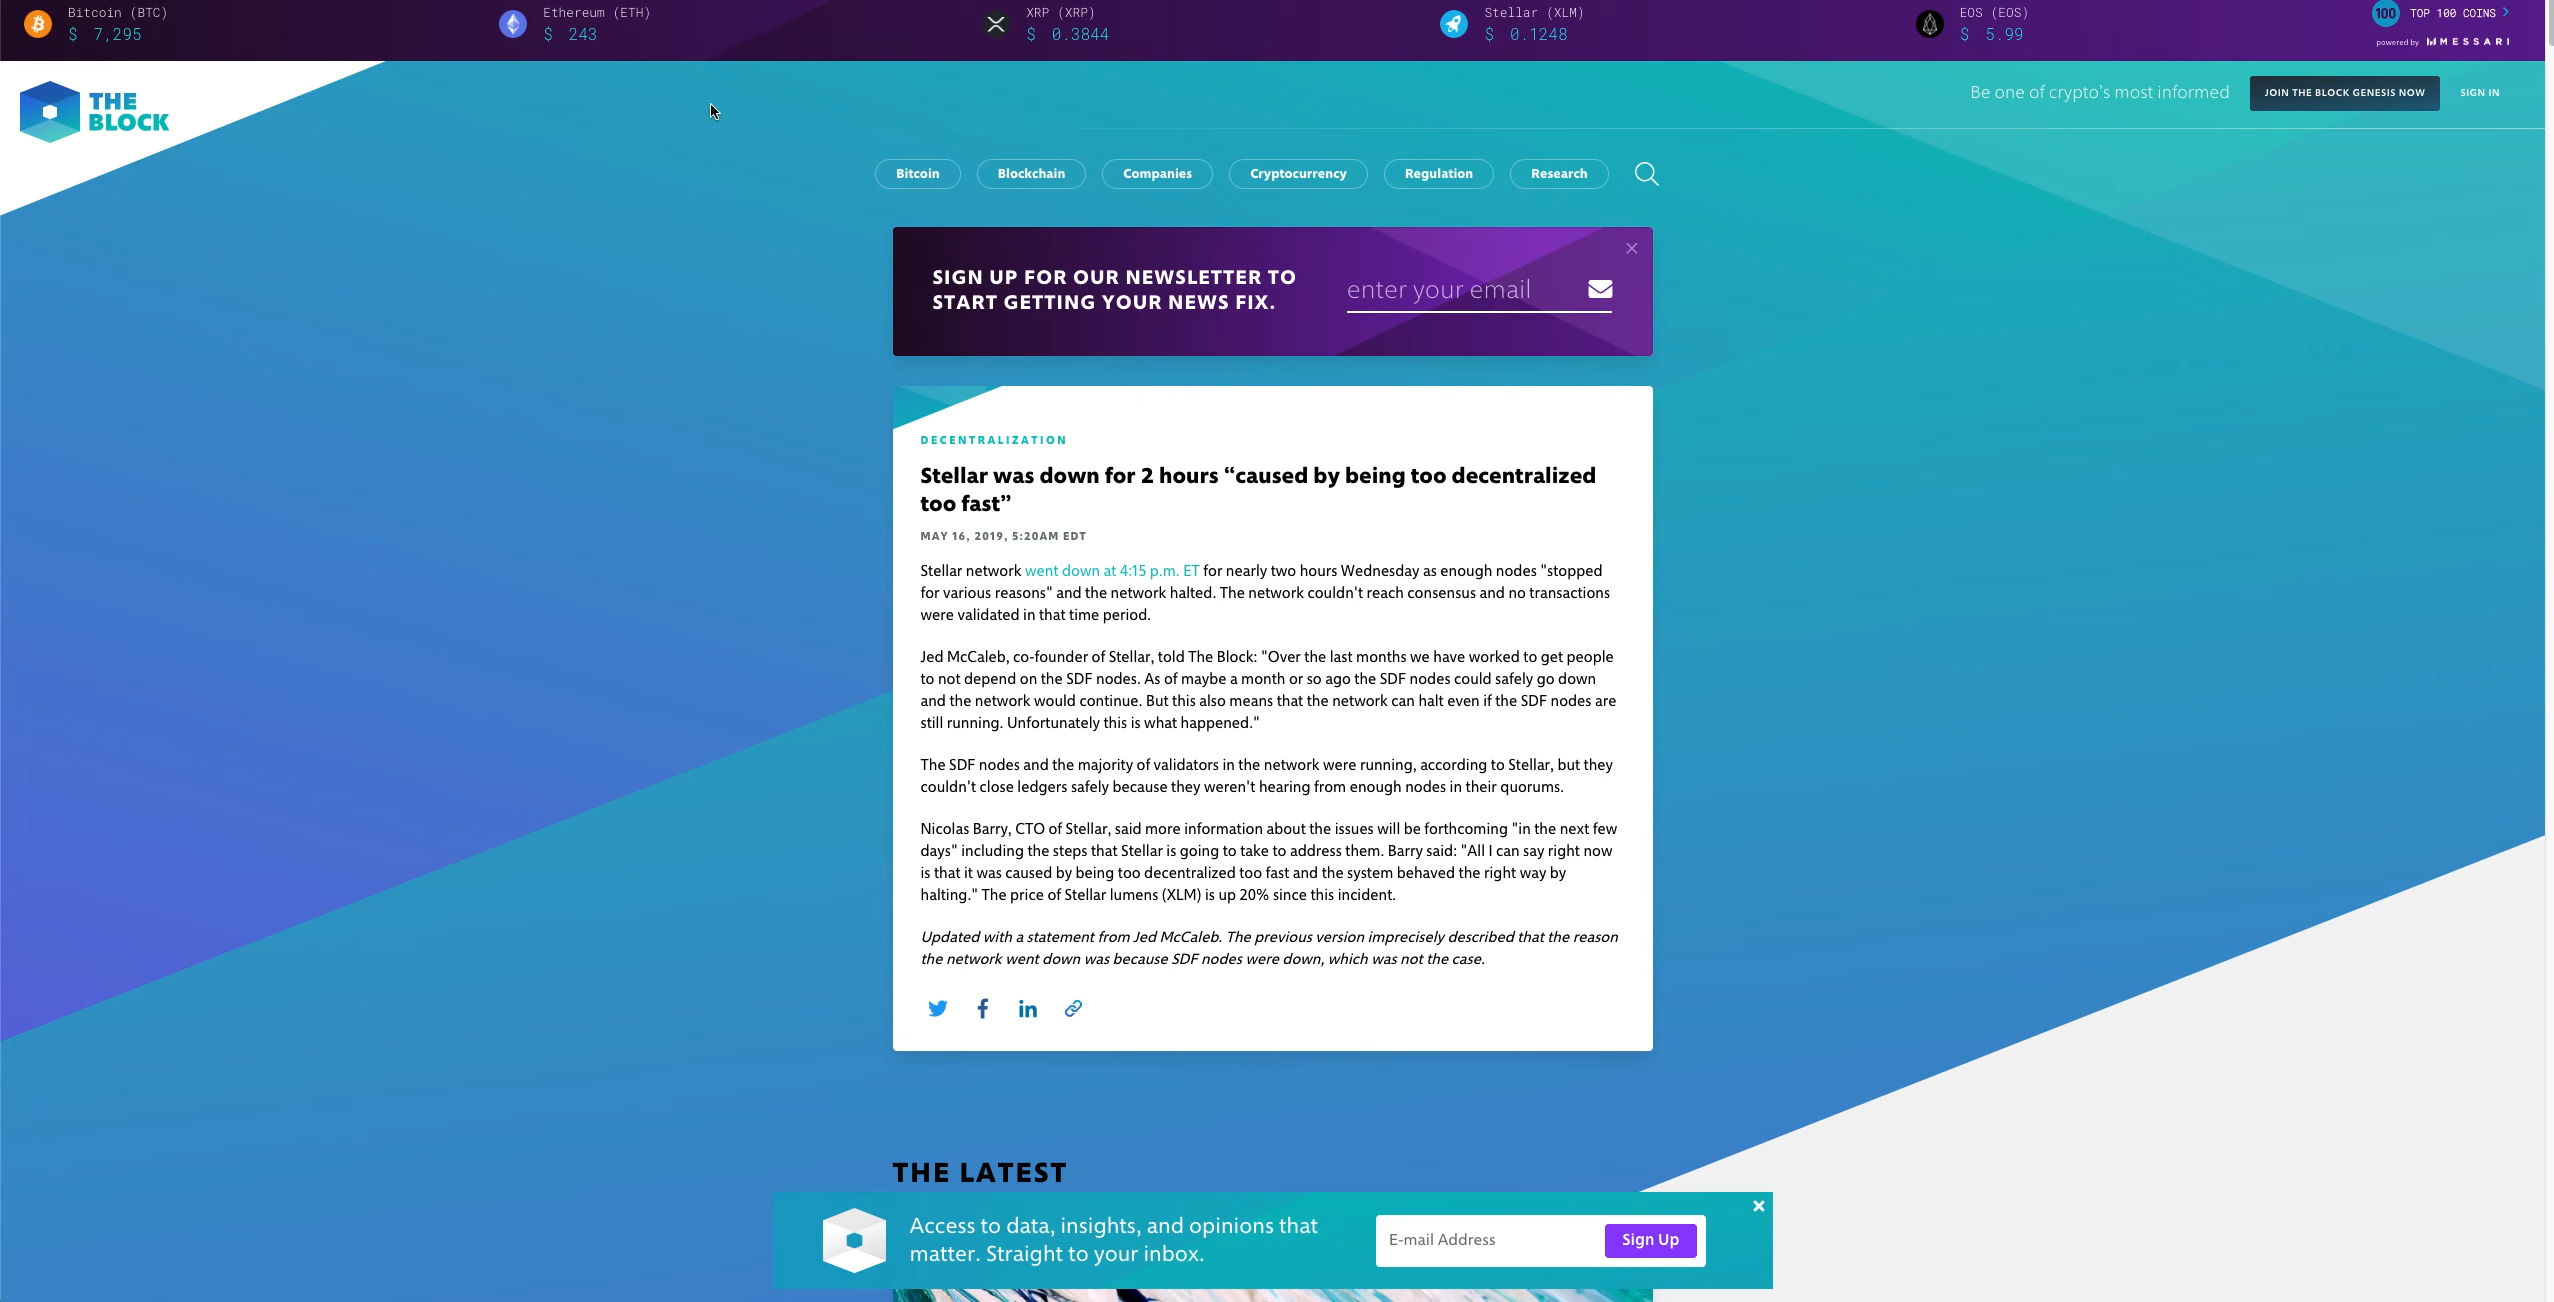 Bitcoin (BTC)
$ 7,295
Ethereum (ETH)
$ 243
XRP (XRP)
$ 0.3844
Stellar (XLM)
$ 0.1248
EOS (EOS)
$ 5.99
100 TOP 100 COINS
powered by MESSARI
THE
BLOCK
Be one of crypto's most informed
JOIN THE BLOCK GENESIS NOW
SIGN IN
Bitcoin
Blockchain
Companies
Cryptocurrency
Regulation
Research
SIGN UP FOR OUR NEWSLETTER TO
START GETTING YOUR NEWS FIX.
enter your email
DECENTRALIZATION
Stellar was down for 2 hours “caused by being too decentralized
too fast”
MAY 16, 2019, 5:20AM EDT
Stellar network went down at 4:15 p.m. ET for nearly two hours Wednesday as enough nodes "stopped
for various reasons" and the network halted. The network couldn't reach consensus and no transactions
were validated in that time period.
Jed McCaleb, co-founder of Stellar, told The Block: "Over the last months we have worked to get people
to not depend on the SDF nodes. As of maybe a month or so ago the SDF nodes could safely go down
and the network would continue. But this also means that the network can halt even if the SDF nodes are
still running. Unfortunately this is what happened."
The SDF nodes and the majority of validators in the network were running, according to Stellar, but they
couldn't close ledgers safely because they weren't hearing from enough nodes in their quorums.
Nicolas Barry, CTO of Stellar, said more information about the issues will be forthcoming "in the next few
days" including the steps that Stellar is going to take to address them. Barry said: "All I can say right now
is that it was caused by being too decentralized too fast and the system behaved the right way by
halting." The price of Stellar lumens (XLM) is up 20% since this incident.
Updated with a statement from Jed McCaleb. The previous version imprecisely described that the reason
the network went down was because SDF nodes were down, which was not the case.
THE LATEST
Access to data, insights, and opinions that
matter. Straight to your inbox.
E-mail Address
Sign Up